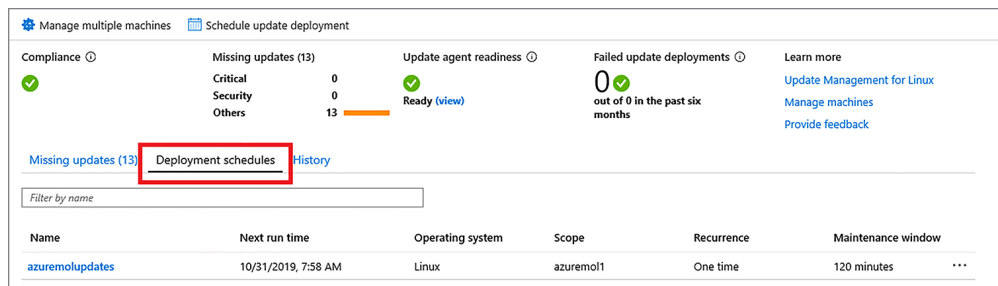 Manage multiple machines Schedule update deployment
Compliance Missing updates (13) Update agent readiness Failed update deployments Learn more
Critical 0
Security 0
Others 13
Ready (view)
0
out of 0 in the past six
months
Update Management for Linux
Manage machines
Provide feedback
Missing updates (13) Deployment schedules History
Filter by name
Name Next run time Operating system Scope Recurrence Maintenance window
azuremolupdates 10/31/2019, 7:58 AM Linux azuremol1 One time 120 minutes ...